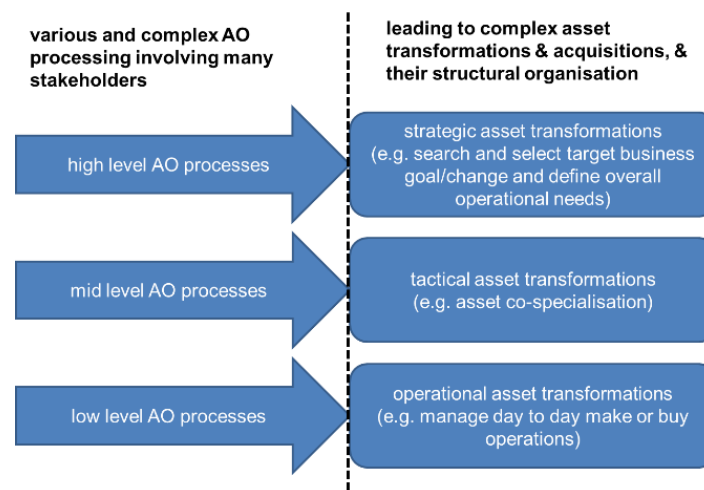 various and complex AO
processing involving many
stakeholders
leading to complex asset
transformations & acquisitions, &
their structural organisation
high level AO processes
strategic asset transformations
(e.g. search and select target business
goal/change and define overall
operational needs)
mid level AO processes
tactical asset transformations
(e.g. asset co-specialisation)
low level AO processes
operational asset transformations
(e.g. manage day to day make or buy
operations)